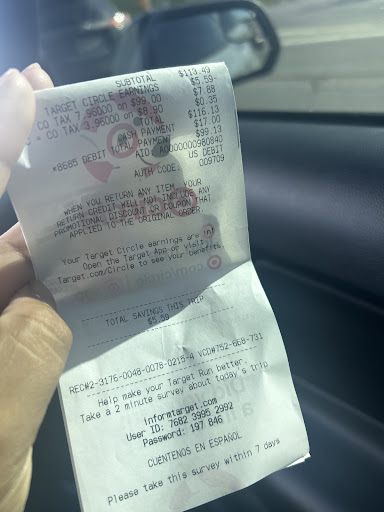 SUBTOTAL $113.49
TARGET CIRCLE EARNINGS $5.59-
CO TAX 7.96000 on $99.00 $7.88
* = CO TAX 3.96000 on $8.90 $0.35
TOTAL $116.13
CASH PAYMENT $17.00
*8685 DEBIT TOTAL PAYMENT $99.13
AID: A0000000980840
US DEBIT
AUTH CODE: 009709
WHEN YOU RETURN ANY ITEM, YOUR
RETURN CREDIT WILL NOT INCLUDE ANY
PROMOTIONAL DISCOUNT OR COUPON THAT
APPLIED TO THE ORIGINAL ORDER.
Your Target Circle earnings are in!
Open the Target App or visit
Target.com/Circle to see your benefits.
TOTAL SAVINGS THIS TRIP
$5.59
REC#2-3176-0048-0078-0215-4 VCD#752-668-731
Help make your Target Run better.
Take a 2 minute survey about today's trip
informtarget.com
User ID: 7682 3995 2992
Password: 197 846
CUENTENOS EN ESPAÑOL
Please take this survey within 7 days